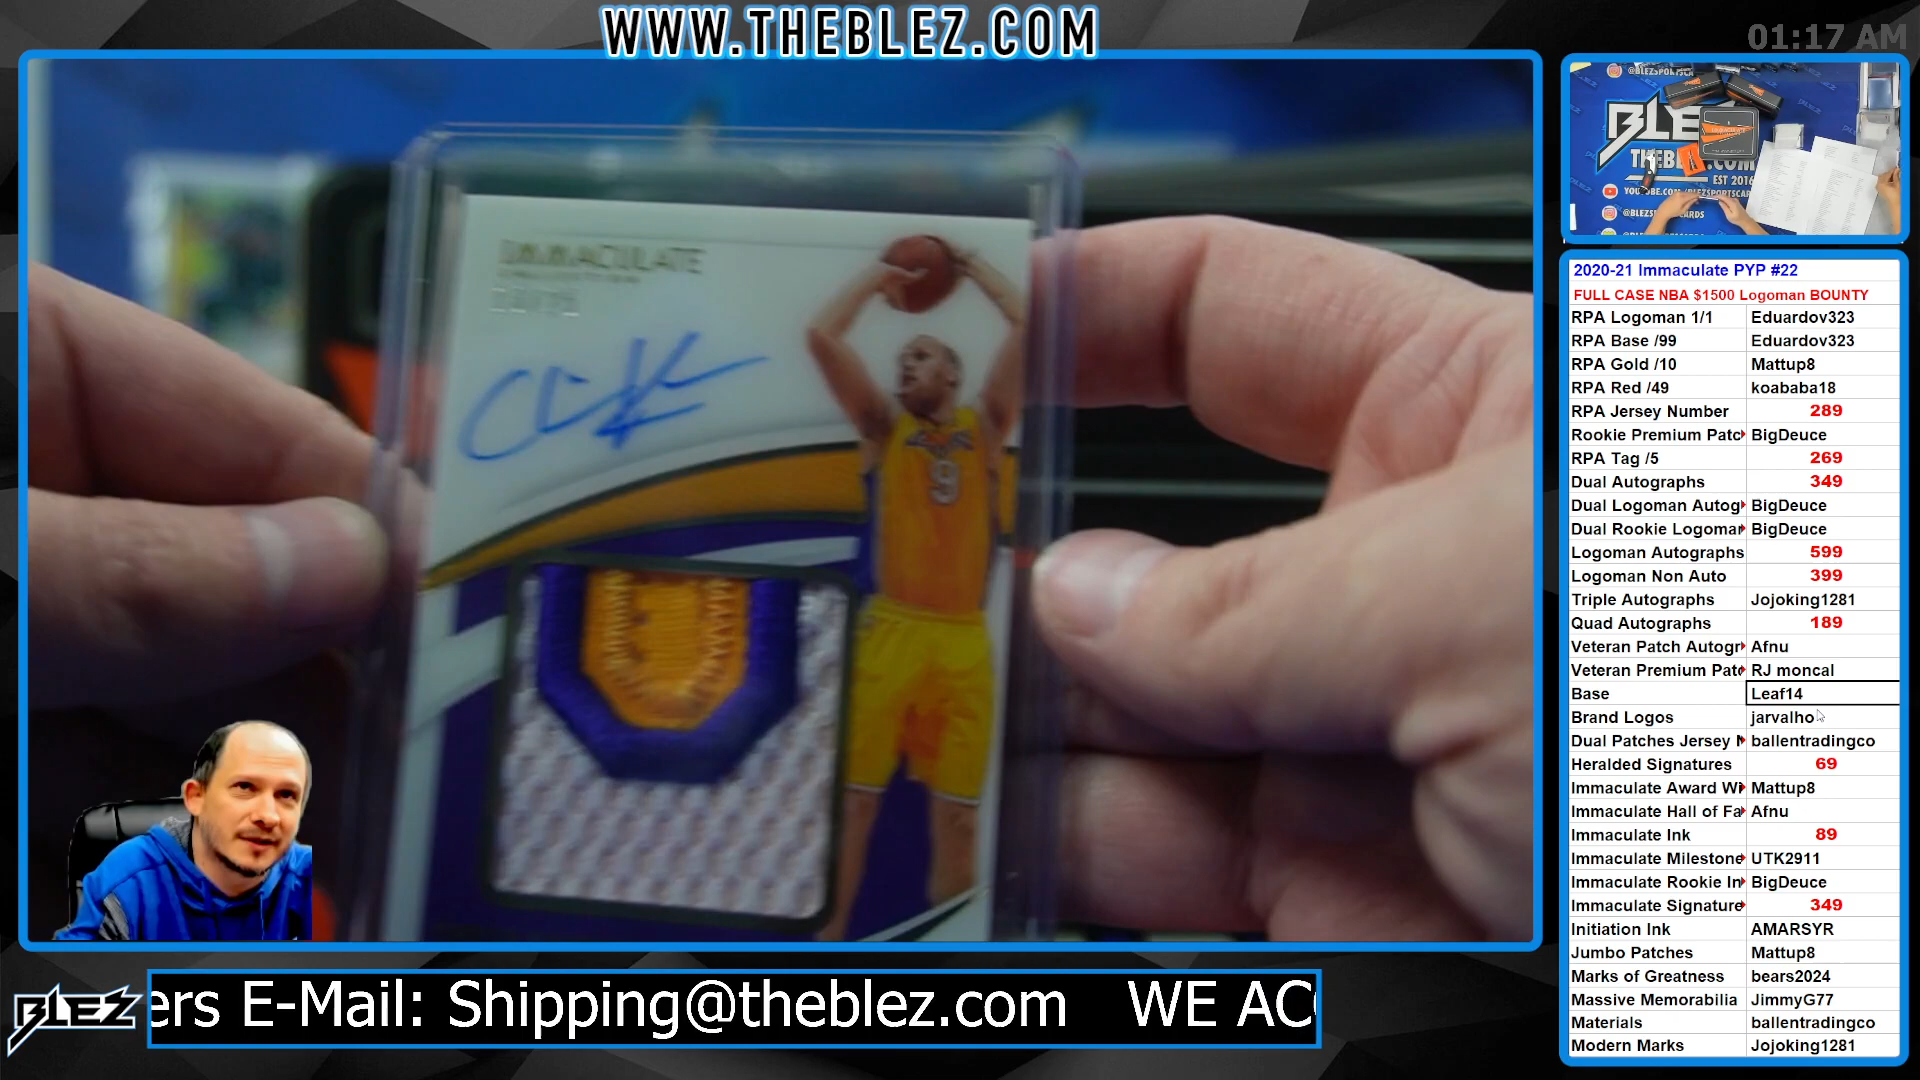 WWW.THEBLEZ.COM
01:17 AM
IMMACULATE
9
BLEZ
EST 2016
2020-21 Immaculate PYP #22
FULL CASE NBA $1500 Logoman BOUNTY
RPA Logoman 1/1 Eduardov323
RPA Base /99 Eduardov323
RPA Gold /10 Mattup8
RPA Red /49 koababa18
RPA Jersey Number 289
Rookie Premium Patc BigDeuce
RPA Tag /5 269
Dual Autographs 349
Dual Logoman Autog BigDeuce
Dual Rookie Logoman BigDeuce
Logoman Autographs 599
Logoman Non Auto 399
Triple Autographs Jojoking1281
Quad Autographs 189
Veteran Patch Autogr Afnu
Veteran Premium Patc RJ moncal
Base Leaf14
Brand Logos jarvalho
Dual Patches Jersey N ballentradingco
Heralded Signatures 69
Immaculate Award Wi Mattup8
Immaculate Hall of Fa Afnu
Immaculate Ink 89
Immaculate Milestone UTK2911
Immaculate Rookie In BigDeuce
Immaculate Signature 349
Initiation Ink AMARSYR
Jumbo Patches Mattup8
Marks of Greatness bears2024
Massive Memorabilia JimmyG77
Materials ballentradingco
Modern Marks Jojoking1281
BLEZ
ers E-Mail: Shipping@theblez.com WE AC